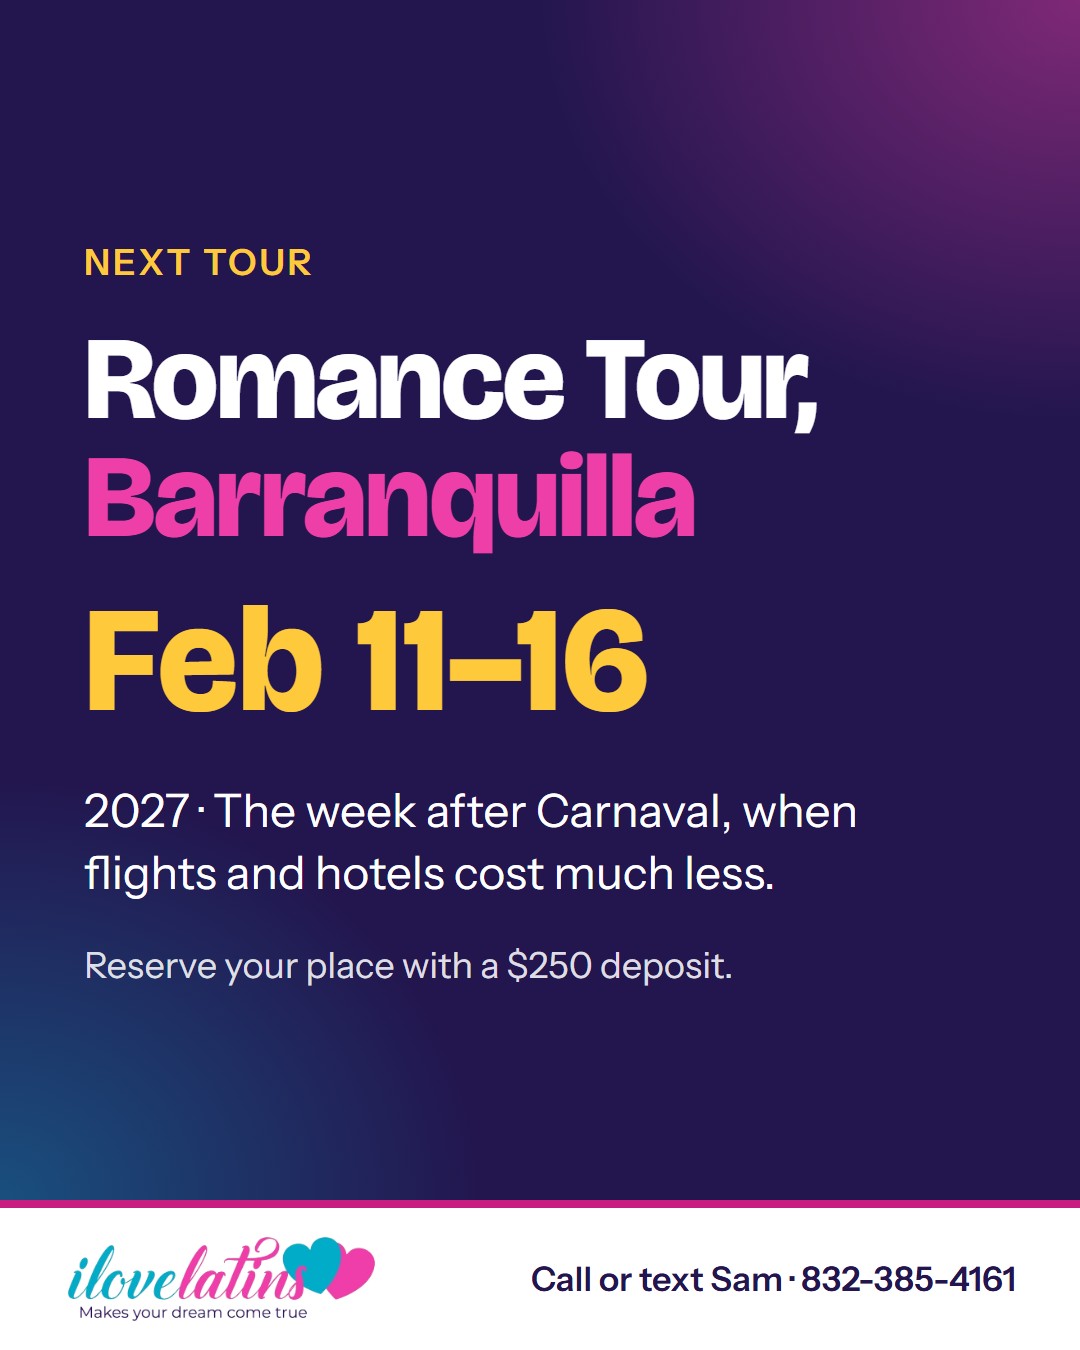 NEXT TOUR
Romance Tour,
Barranquilla
Feb 11–16
2027 · The week after Carnaval, when
flights and hotels cost much less.
Reserve your place with a $250 deposit.
ilovelatins
Makes your dream come true
Call or text Sam · 832-385-4161